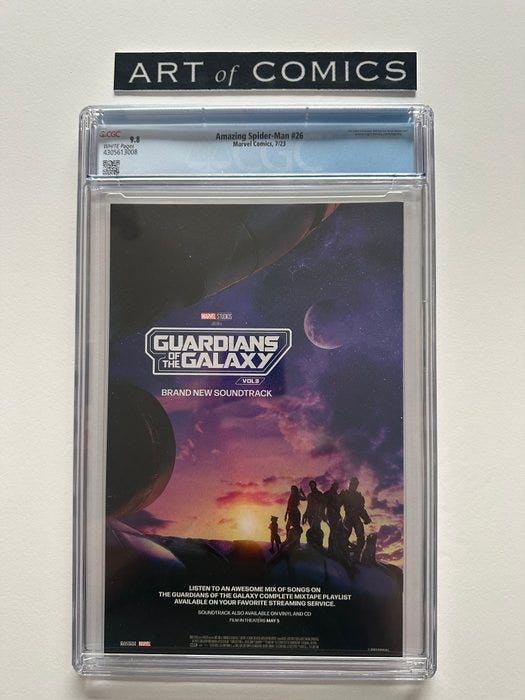 ART of COMICS
CGC
9.8
Amazing Spider-Man #26
WHITE Pages
Marvel Comics, 7/23
4305613008
MARVEL STUDIOS
GUARDIANS
OF THE GALAXY
VOL 3
BRAND NEW SOUNDTRACK
LISTEN TO AN AWESOME MIX OF SONGS ON
THE GUARDIANS OF THE GALAXY COMPLETE MIXTAPE PLAYLIST
AVAILABLE ON YOUR FAVORITE STREAMING SERVICE.
SOUNDTRACK ALSO AVAILABLE ON VINYL AND CD
FILM IN THEATERS MAY 5
MARVEL